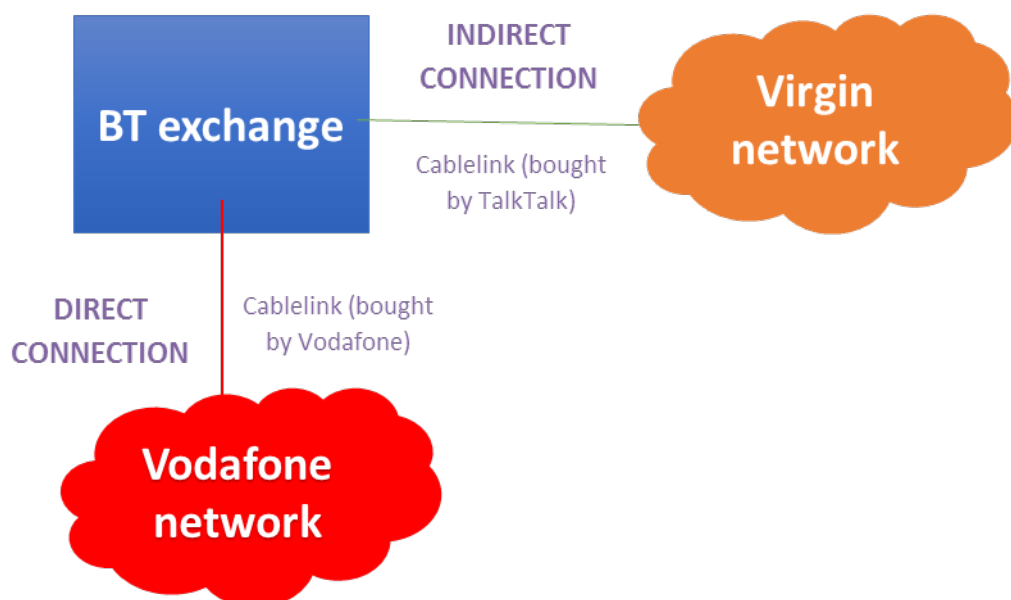 BT exchange
INDIRECT
CONNECTION
Cablelink (bought
by TalkTalk)
Virgin
network
DIRECT
CONNECTION
Cablelink (bought
by Vodafone)
Vodafone
network